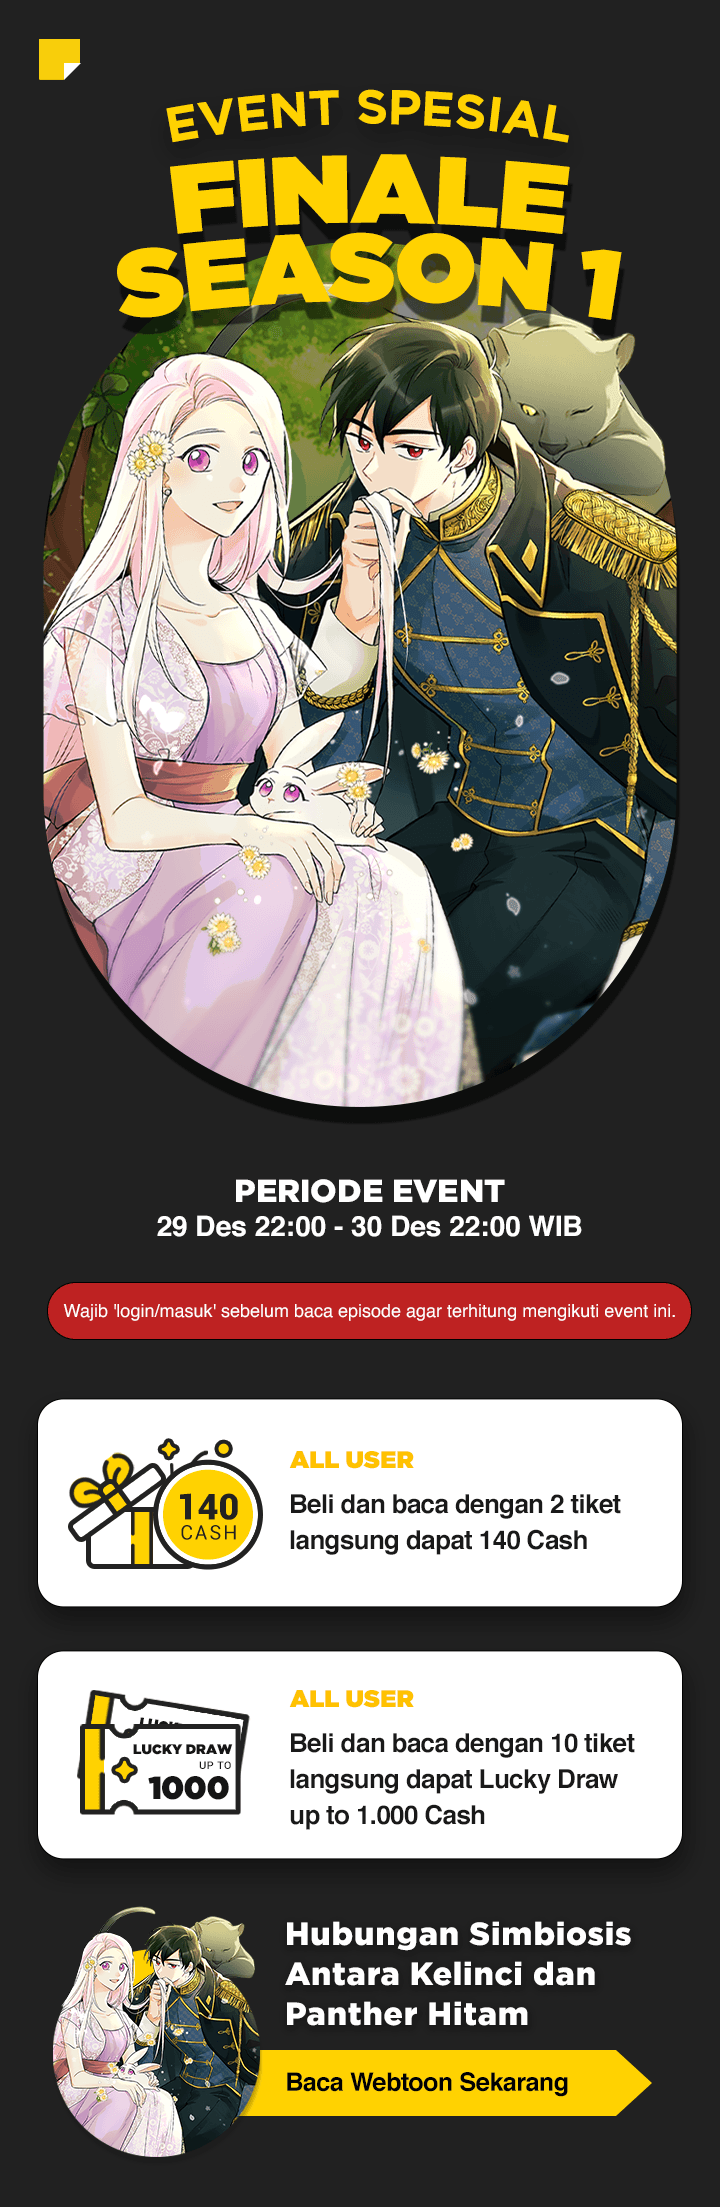 EVENT SPESIAL
FINALE
SEASON 1
PERIODE EVENT
29 Des 22:00 - 30 Des 22:00 WIB
Wajib 'login/masuk' sebelum baca episode agar terhitung mengikuti event ini.
140
CASH
ALL USER
Beli dan baca dengan 2 tiket
langsung dapat 140 Cash
LUCKY DRAW
UP TO
1000
ALL USER
Beli dan baca dengan 10 tiket
langsung dapat Lucky Draw
up to 1.000 Cash
Hubungan Simbiosis
Antara Kelinci dan
Panther Hitam
Baca Webtoon Sekarang